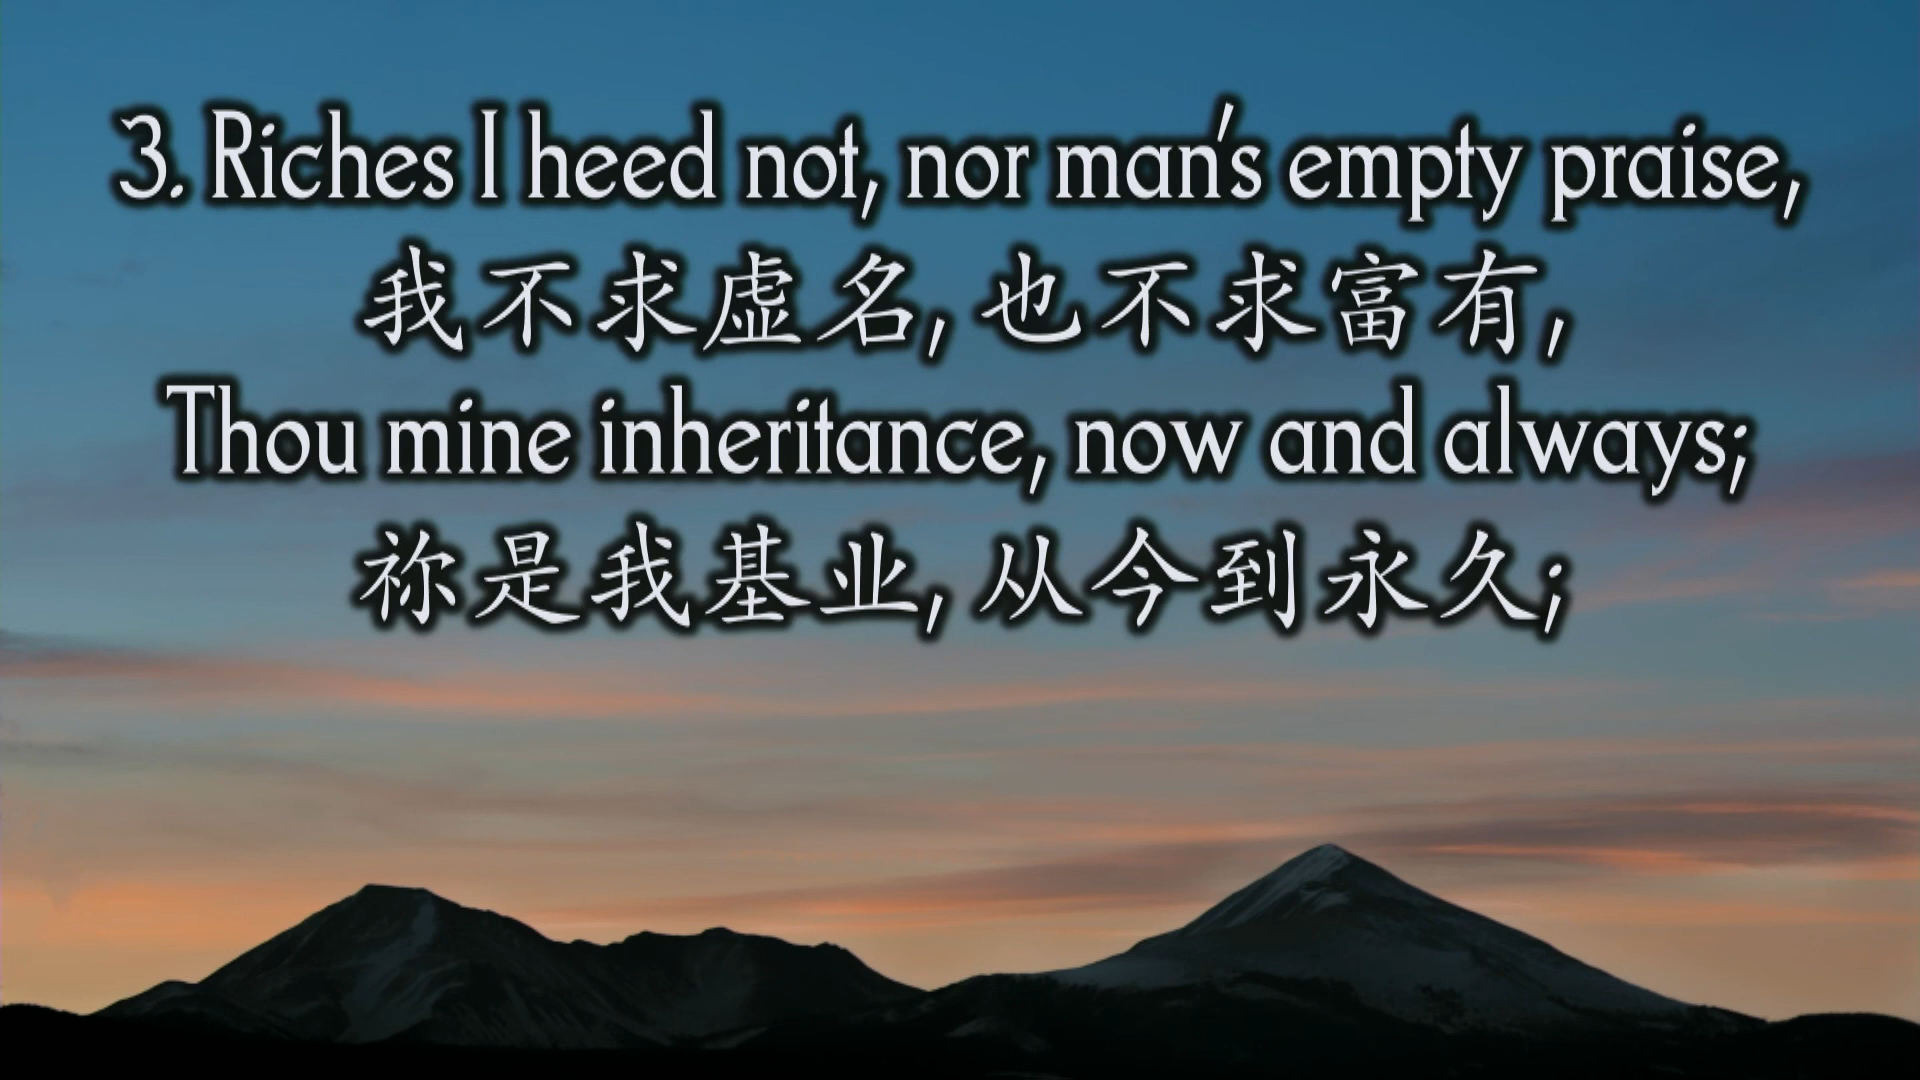 3. Riches I heed not, nor man's empty praise,
我不求虚名, 也不求富有,
Thou mine inheritance, now and always;
祢是我基业, 从今到永久;